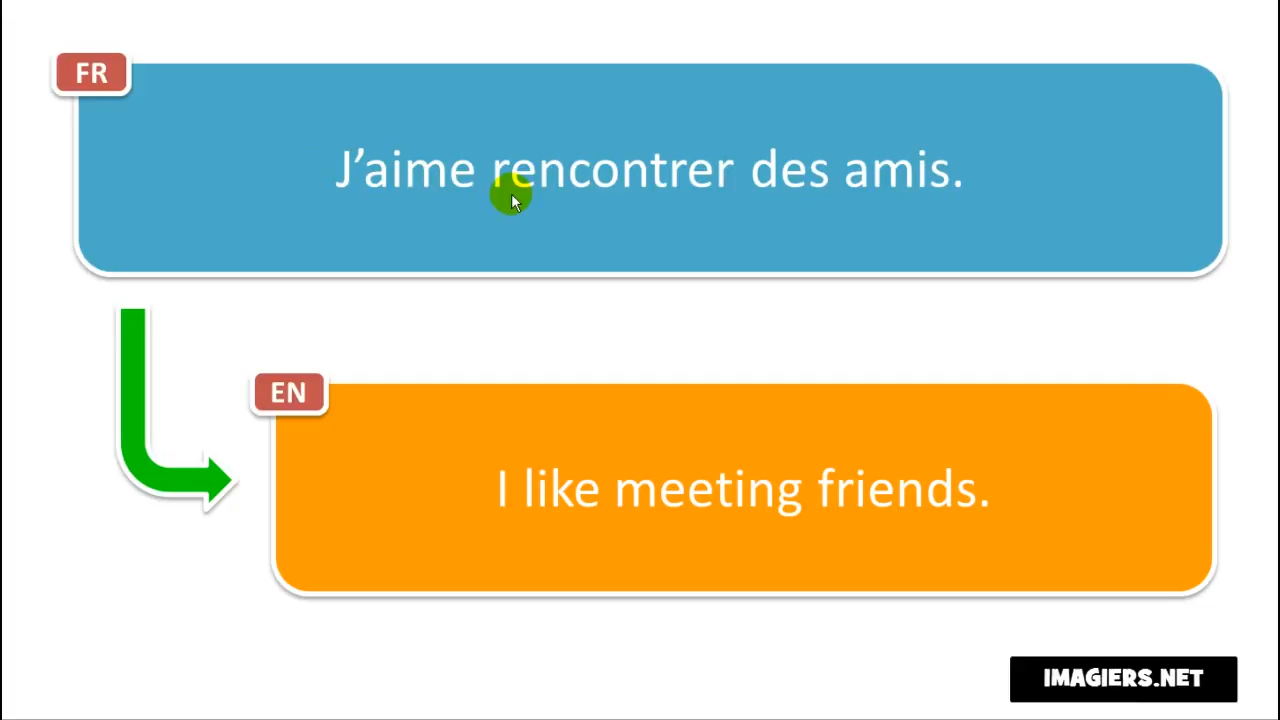 FR
J’aime rencontrer des amis.
EN
I like meeting friends.
IMAGIERS.NET